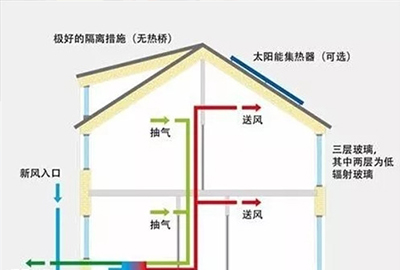 极好的隔离措施（无热桥）
太阳能集热器（可选）
抽气
送风
三层玻璃，
其中两层为低
辐射玻璃
新风入口
抽气
送风